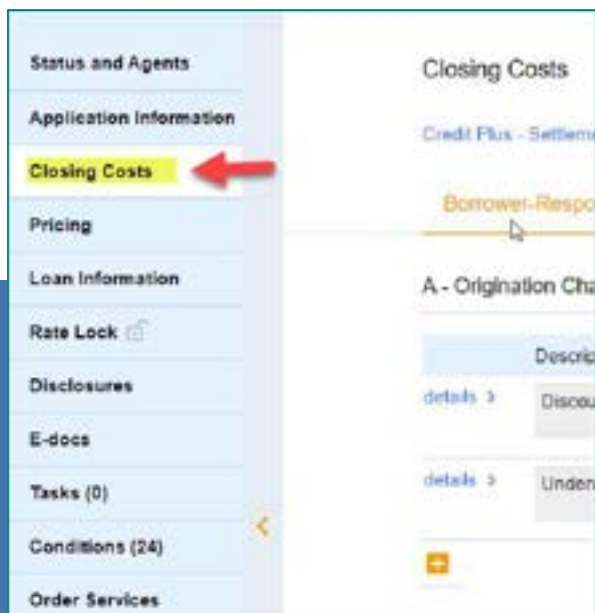 Status and Agents
Application Information
Closing Costs
Pricing
Loan Information
Rate Lock
Disclosures
E-docs
Tasks (0)
Conditions (24)
Order Services
Closing Costs
Credit Plus - Settleme
Borrower-Respo
A - Origination Cha
Descrip
details >
Discou
details >
Underw